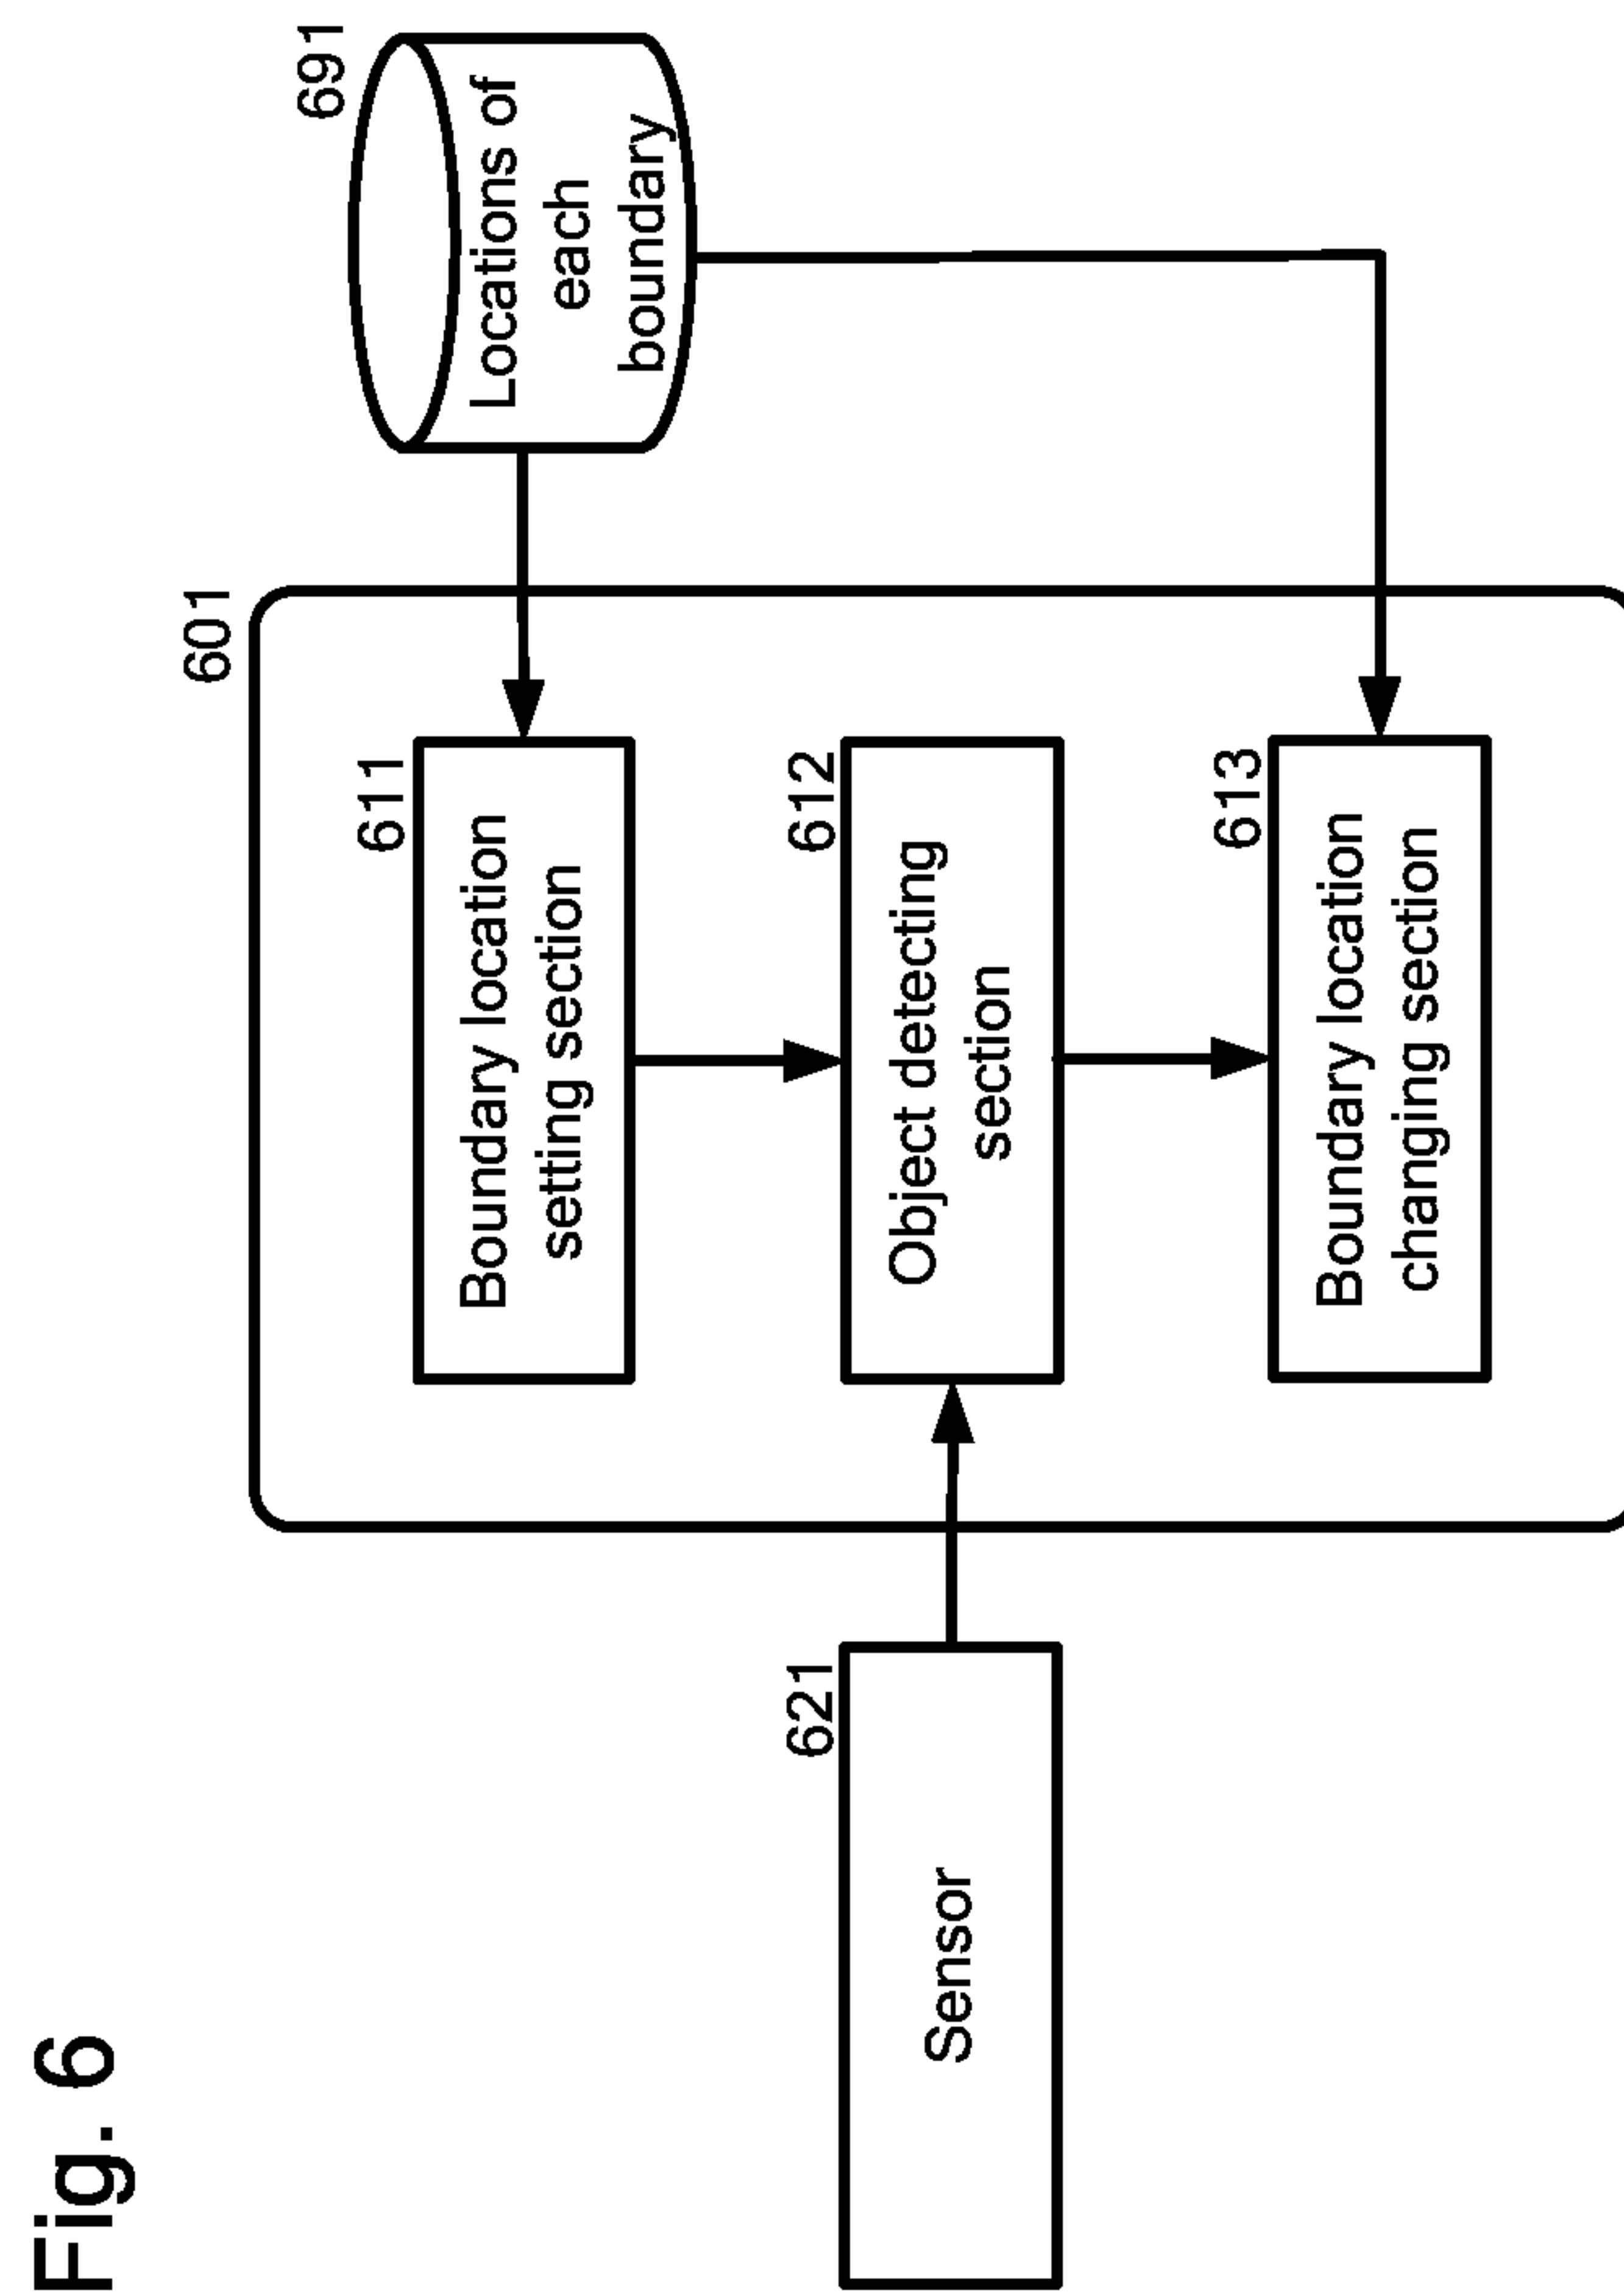 Fig. 6
601
691
Locations of
each
boundary
611
Boundary location
setting section
621
Sensor
612
Object detecting
section
613
Boundary location
changing section